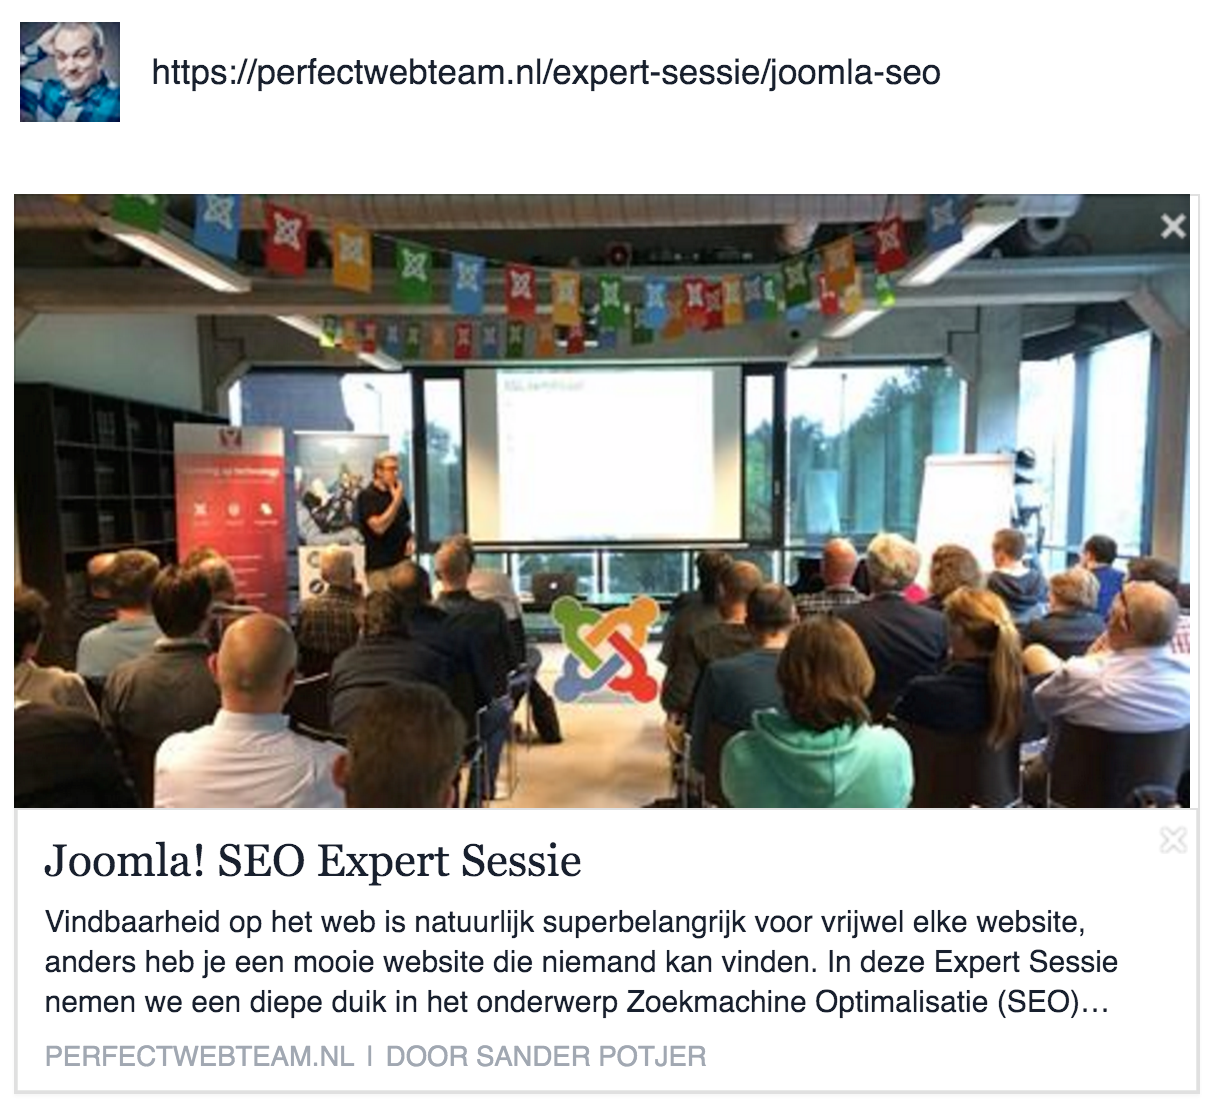 https://perfectwebteam.nl/expert-sessie/joomla-seo
Joomla! SEO Expert Sessie
Vindbaarheid op het web is natuurlijk superbelangrijk voor vrijwel elke website,
anders heb je een mooie website die niemand kan vinden. In deze Expert Sessie
nemen we een diepe duik in het onderwerp Zoekmachine Optimalisatie (SEO)...
PERFECTWEBTEAM.NL | DOOR SANDER POTJER